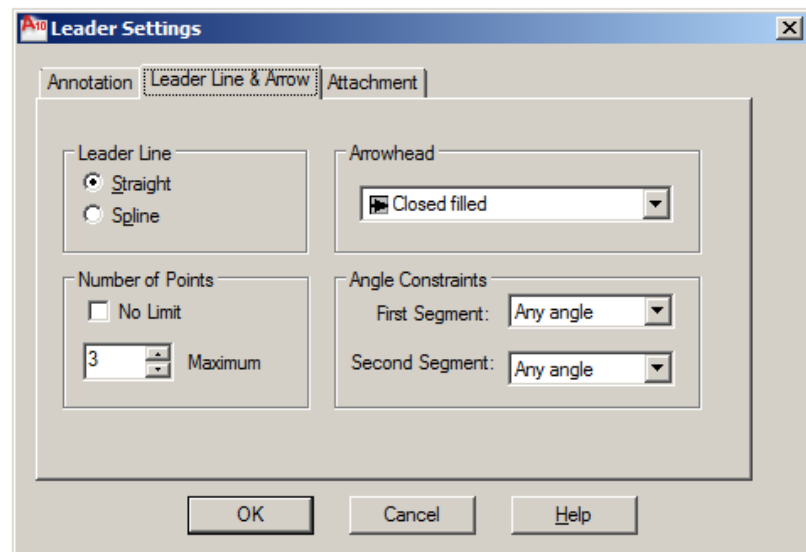 A10 Leader Settings
Annotation Leader Line & Arrow Attachment
Leader Line
Straight
Spline
Arrowhead
Closed filled
Number of Points
No Limit
3 Maximum
Angle Constraints
First Segment: Any angle
Second Segment: Any angle
OK Cancel Help